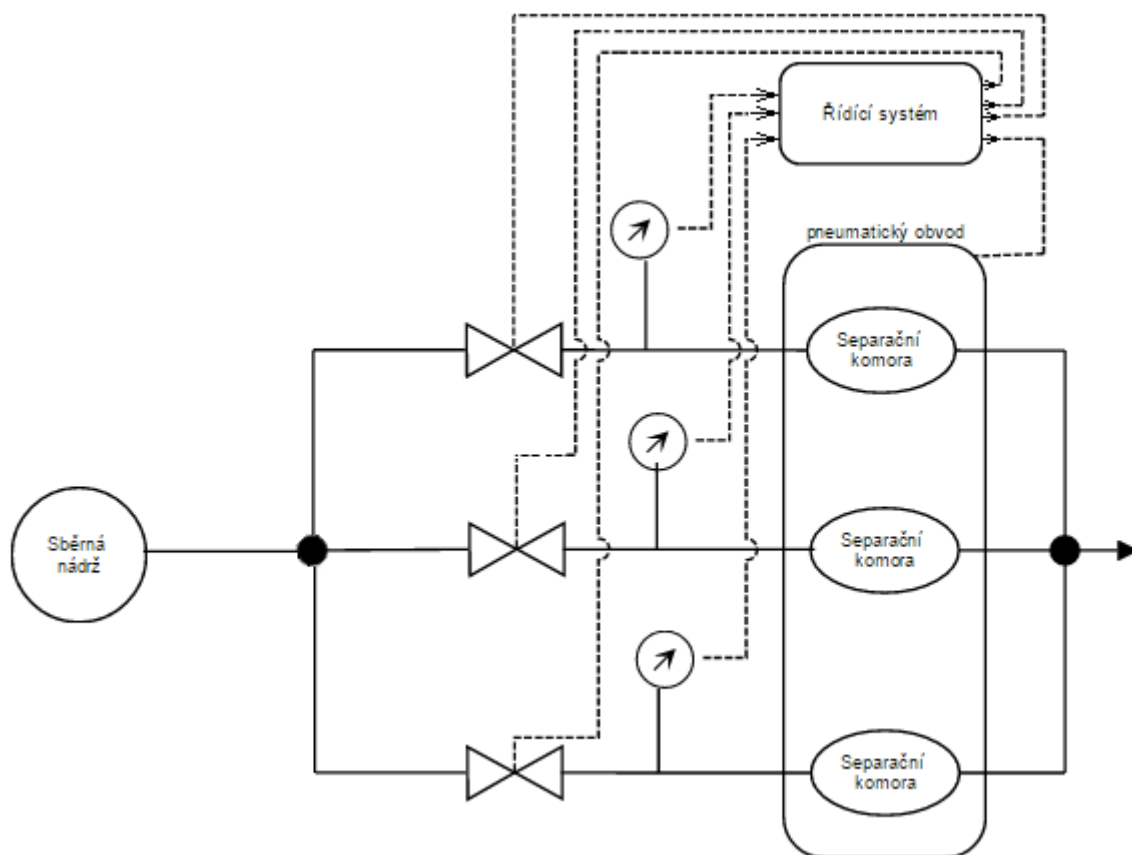 Řídící systém
pneumatický obvod
Separační
komora
Sběrná
nádrž
Separační
komora
Separační
komora